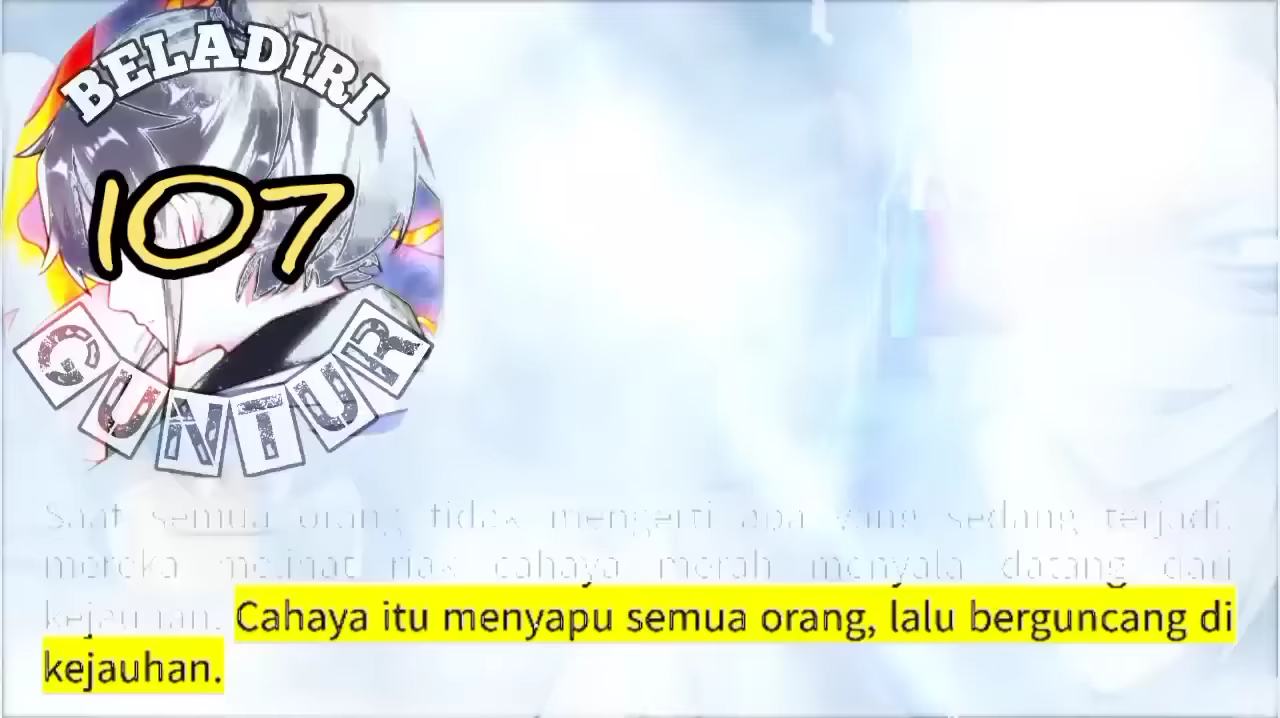 BELADIRI
107
GUNTUR
Saat semua orang tidak mengerti apa yang sedang terjadi,
mereka melihat riak cahaya merah menyala datang dari
kejauhan. Cahaya itu menyapu semua orang, lalu berguncang di
kejauhan.